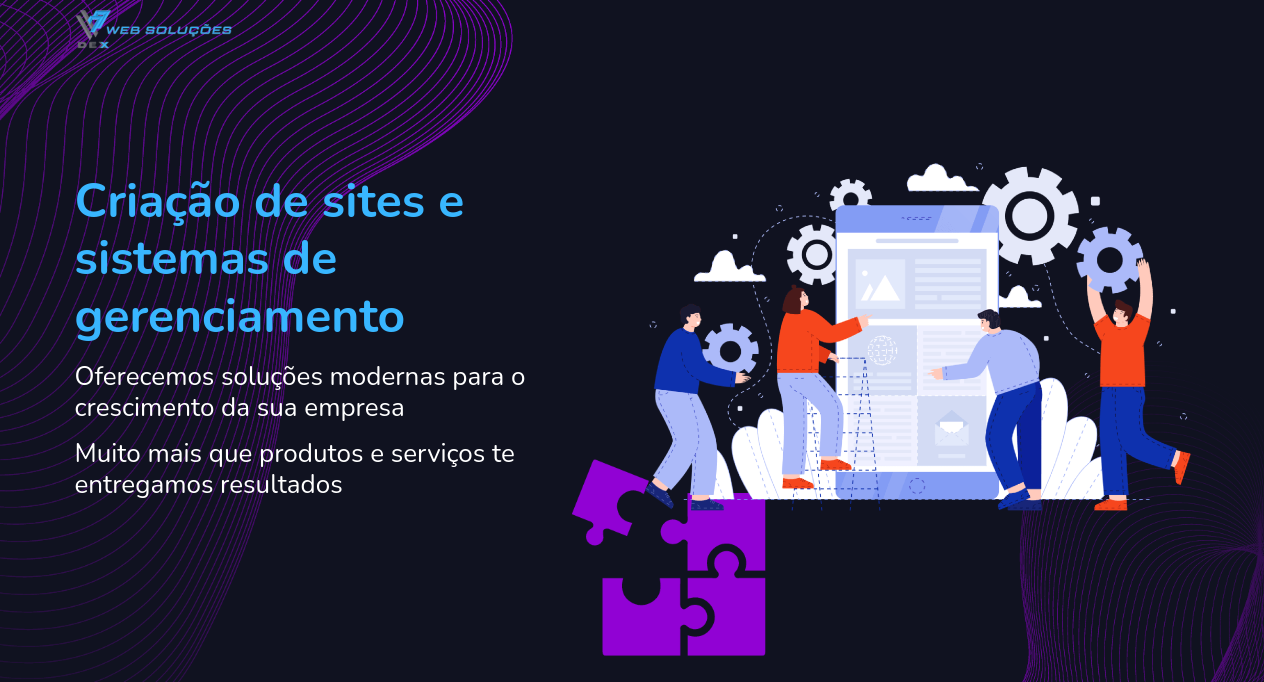 WEB SOLUÇÕES
DEX
Criação de sites e
sistemas de
gerenciamento
Oferecemos soluções modernas para o
crescimento da sua empresa
Muito mais que produtos e serviços te
entregamos resultados